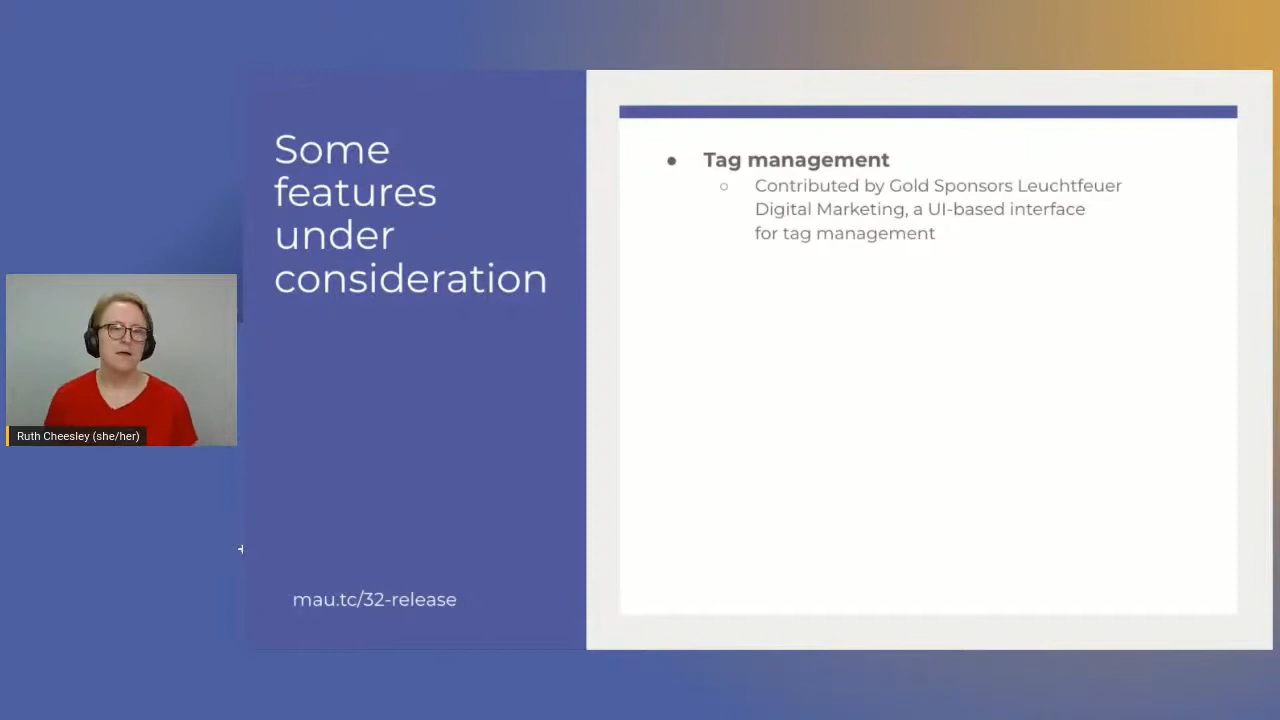 Some
features
under
consideration
mau.tc/32-release
● Tag management
○ Contributed by Gold Sponsors Leuchtfeuer
Digital Marketing, a UI-based interface
for tag management
Ruth Cheesley (she/her)